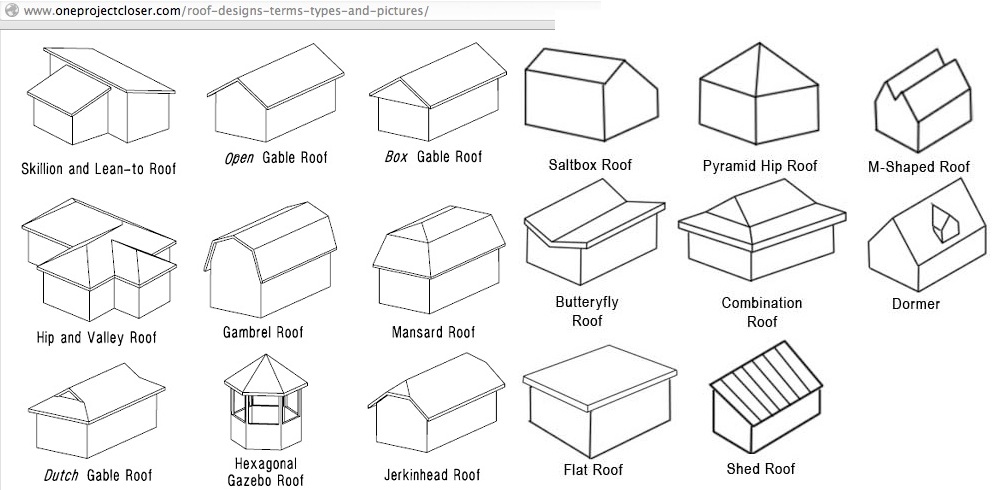 www.oneprojectcloser.com/roof-designs-terms-types-and-pictures/
Skillion and Lean-to Roof
Open Gable Roof
Box Gable Roof
Saltbox Roof
Pyramid Hip Roof
M-Shaped Roof
Hip and Valley Roof
Gambrel Roof
Mansard Roof
Butteryfly
Roof
Combination
Roof
Dormer
Dutch Gable Roof
Hexagonal
Gazebo Roof
Jerkinhead Roof
Flat Roof
Shed Roof